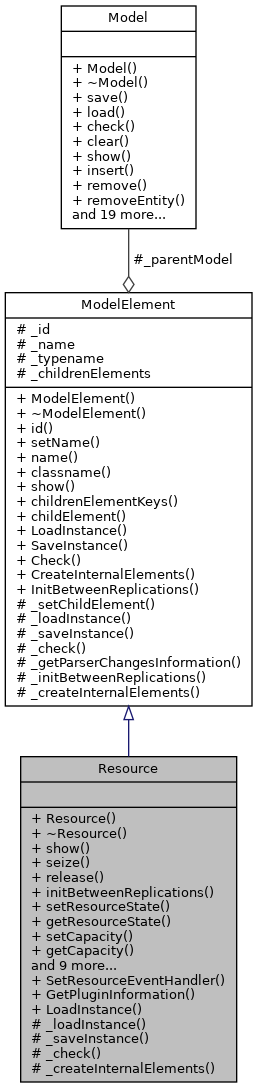 Model
+ Model()
+ ~Model()
+ save()
+ load()
+ check()
+ clear()
+ show()
+ insert()
+ remove()
+ removeEntity()
and 19 more...
#_parentModel
ModelElement
# _id
# _name
# _typename
# _childrenElements
+ ModelElement()
+ ~ModelElement()
+ id()
+ setName()
+ name()
+ classname()
+ show()
+ childrenElementKeys()
+ childElement()
+ LoadInstance()
+ SaveInstance()
+ Check()
+ CreateInternalElements()
+ InitBetweenReplications()
# _setChildElement()
# _loadInstance()
# _saveInstance()
# _check()
# _getParserChangesInformation()
# _initBetweenReplications()
# _createInternalElements()
Resource
+ Resource()
+ ~Resource()
+ show()
+ seize()
+ release()
+ initBetweenReplications()
+ setResourceState()
+ getResourceState()
+ setCapacity()
+ getCapacity()
and 9 more...
+ SetResourceEventHandler()
+ GetPluginInformation()
+ LoadInstance()
# _loadInstance()
# _saveInstance()
# _check()
# _createInternalElements()